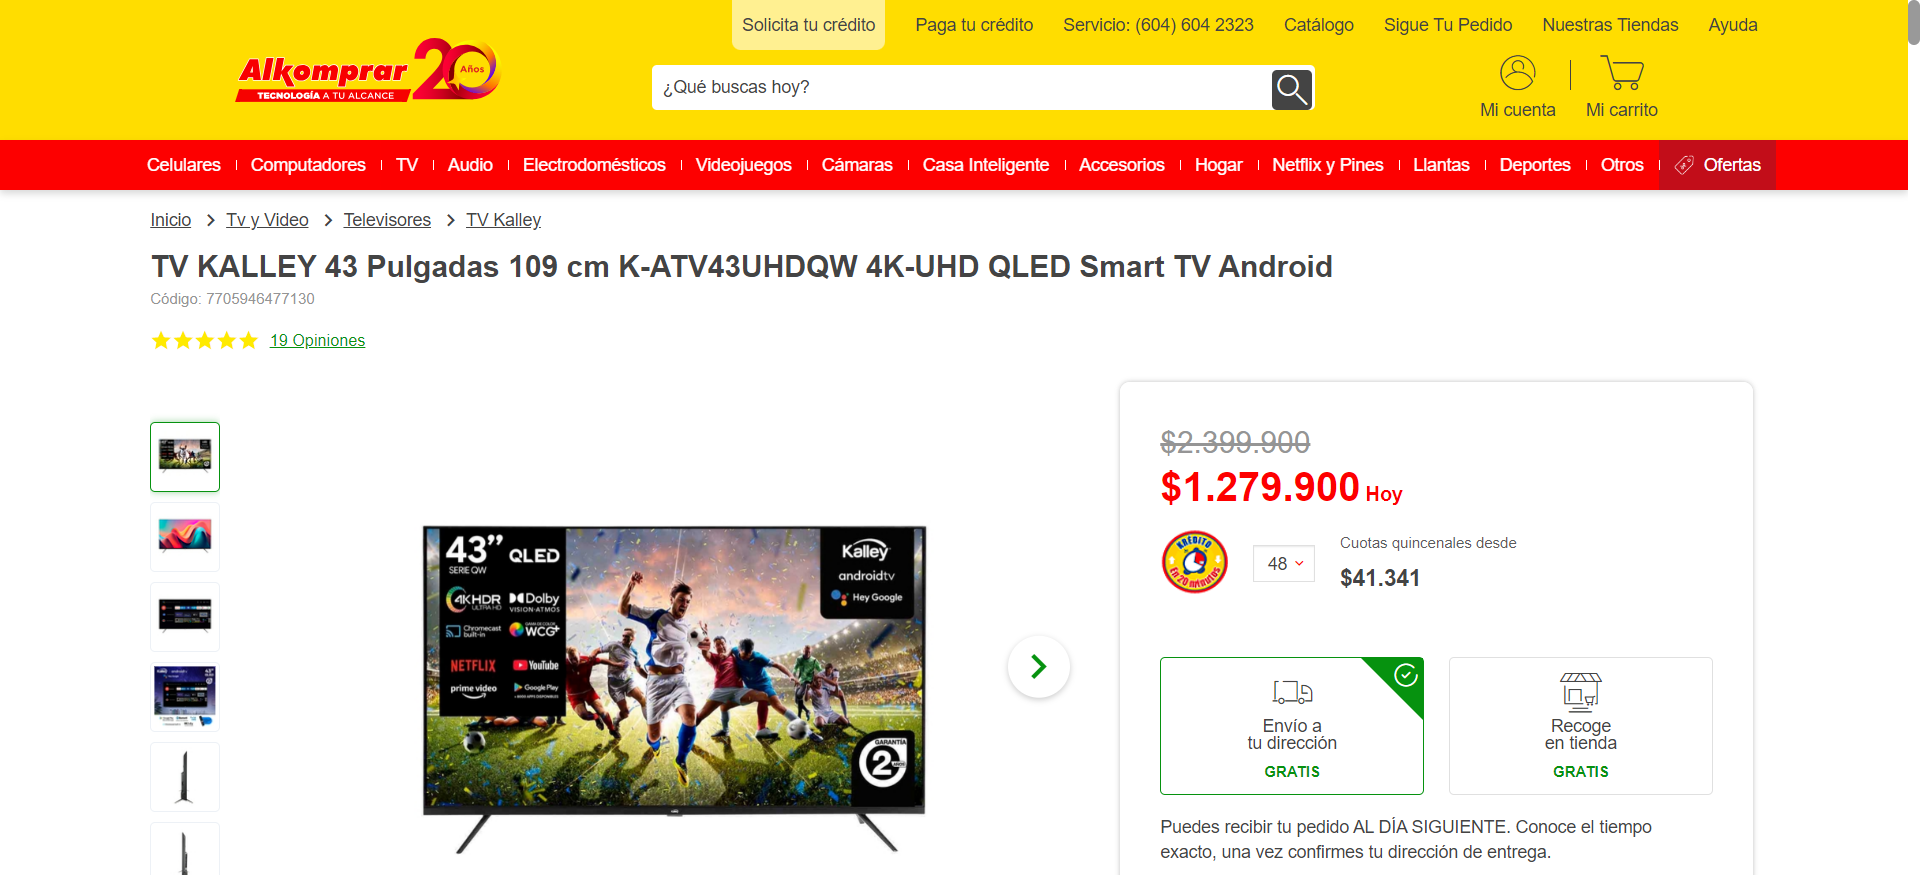 Solicita tu crédito
Paga tu crédito
Servicio: (604) 604 2323
Catálogo
Sigue Tu Pedido
Nuestras Tiendas
Ayuda
Alkomprar 20 Años
TECNOLOGÍA A TU ALCANCE
¿Qué buscas hoy?
Mi cuenta
Mi carrito
Celulares
Computadores
TV
Audio
Electrodomésticos
Videojuegos
Cámaras
Casa Inteligente
Accesorios
Hogar
Netflix y Pines
Llantas
Deportes
Otros
Ofertas
Inicio
Tv y Video
Televisores
TV Kalley
TV KALLEY 43 Pulgadas 109 cm K-ATV43UHDQW 4K-UHD QLED Smart TV Android
Código: 7705946477130
19 Opiniones
43” QLED
SERIE QW
4KHDR
ULTRA HD
Dolby
VISION·ATMOS
Chromecast
built-in
GAMA DE COLOR
WCG+
NETFLIX
YouTube
prime video
Google Play
Kalley
androidtv
Hey Google
GARANTÍA
2 AÑOS
$2.399.900
$1.279.900 Hoy
KREDITO
En 20 minutos
48
Cuotas quincenales desde
$41.341
Envío a
tu dirección
GRATIS
Recoge
en tienda
GRATIS
Puedes recibir tu pedido AL DÍA SIGUIENTE. Conoce el tiempo
exacto, una vez confirmes tu dirección de entrega.